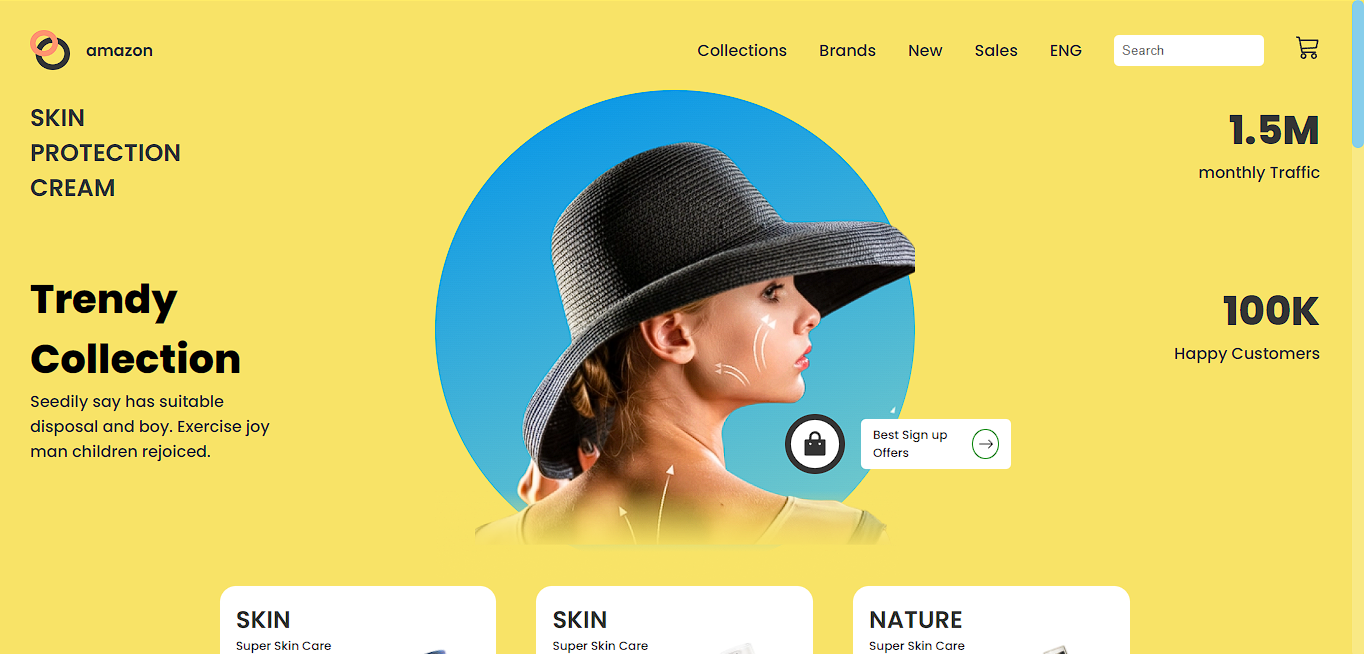 amazon
Collections
Brands
New
Sales
ENG
Search
SKIN
PROTECTION
CREAM
1.5M
monthly Traffic
Trendy
Collection
Seedily say has suitable
disposal and boy. Exercise joy
man children rejoiced.
100K
Happy Customers
Best Sign up
Offers
SKIN
Super Skin Care
SKIN
Super Skin Care
NATURE
Super Skin Care